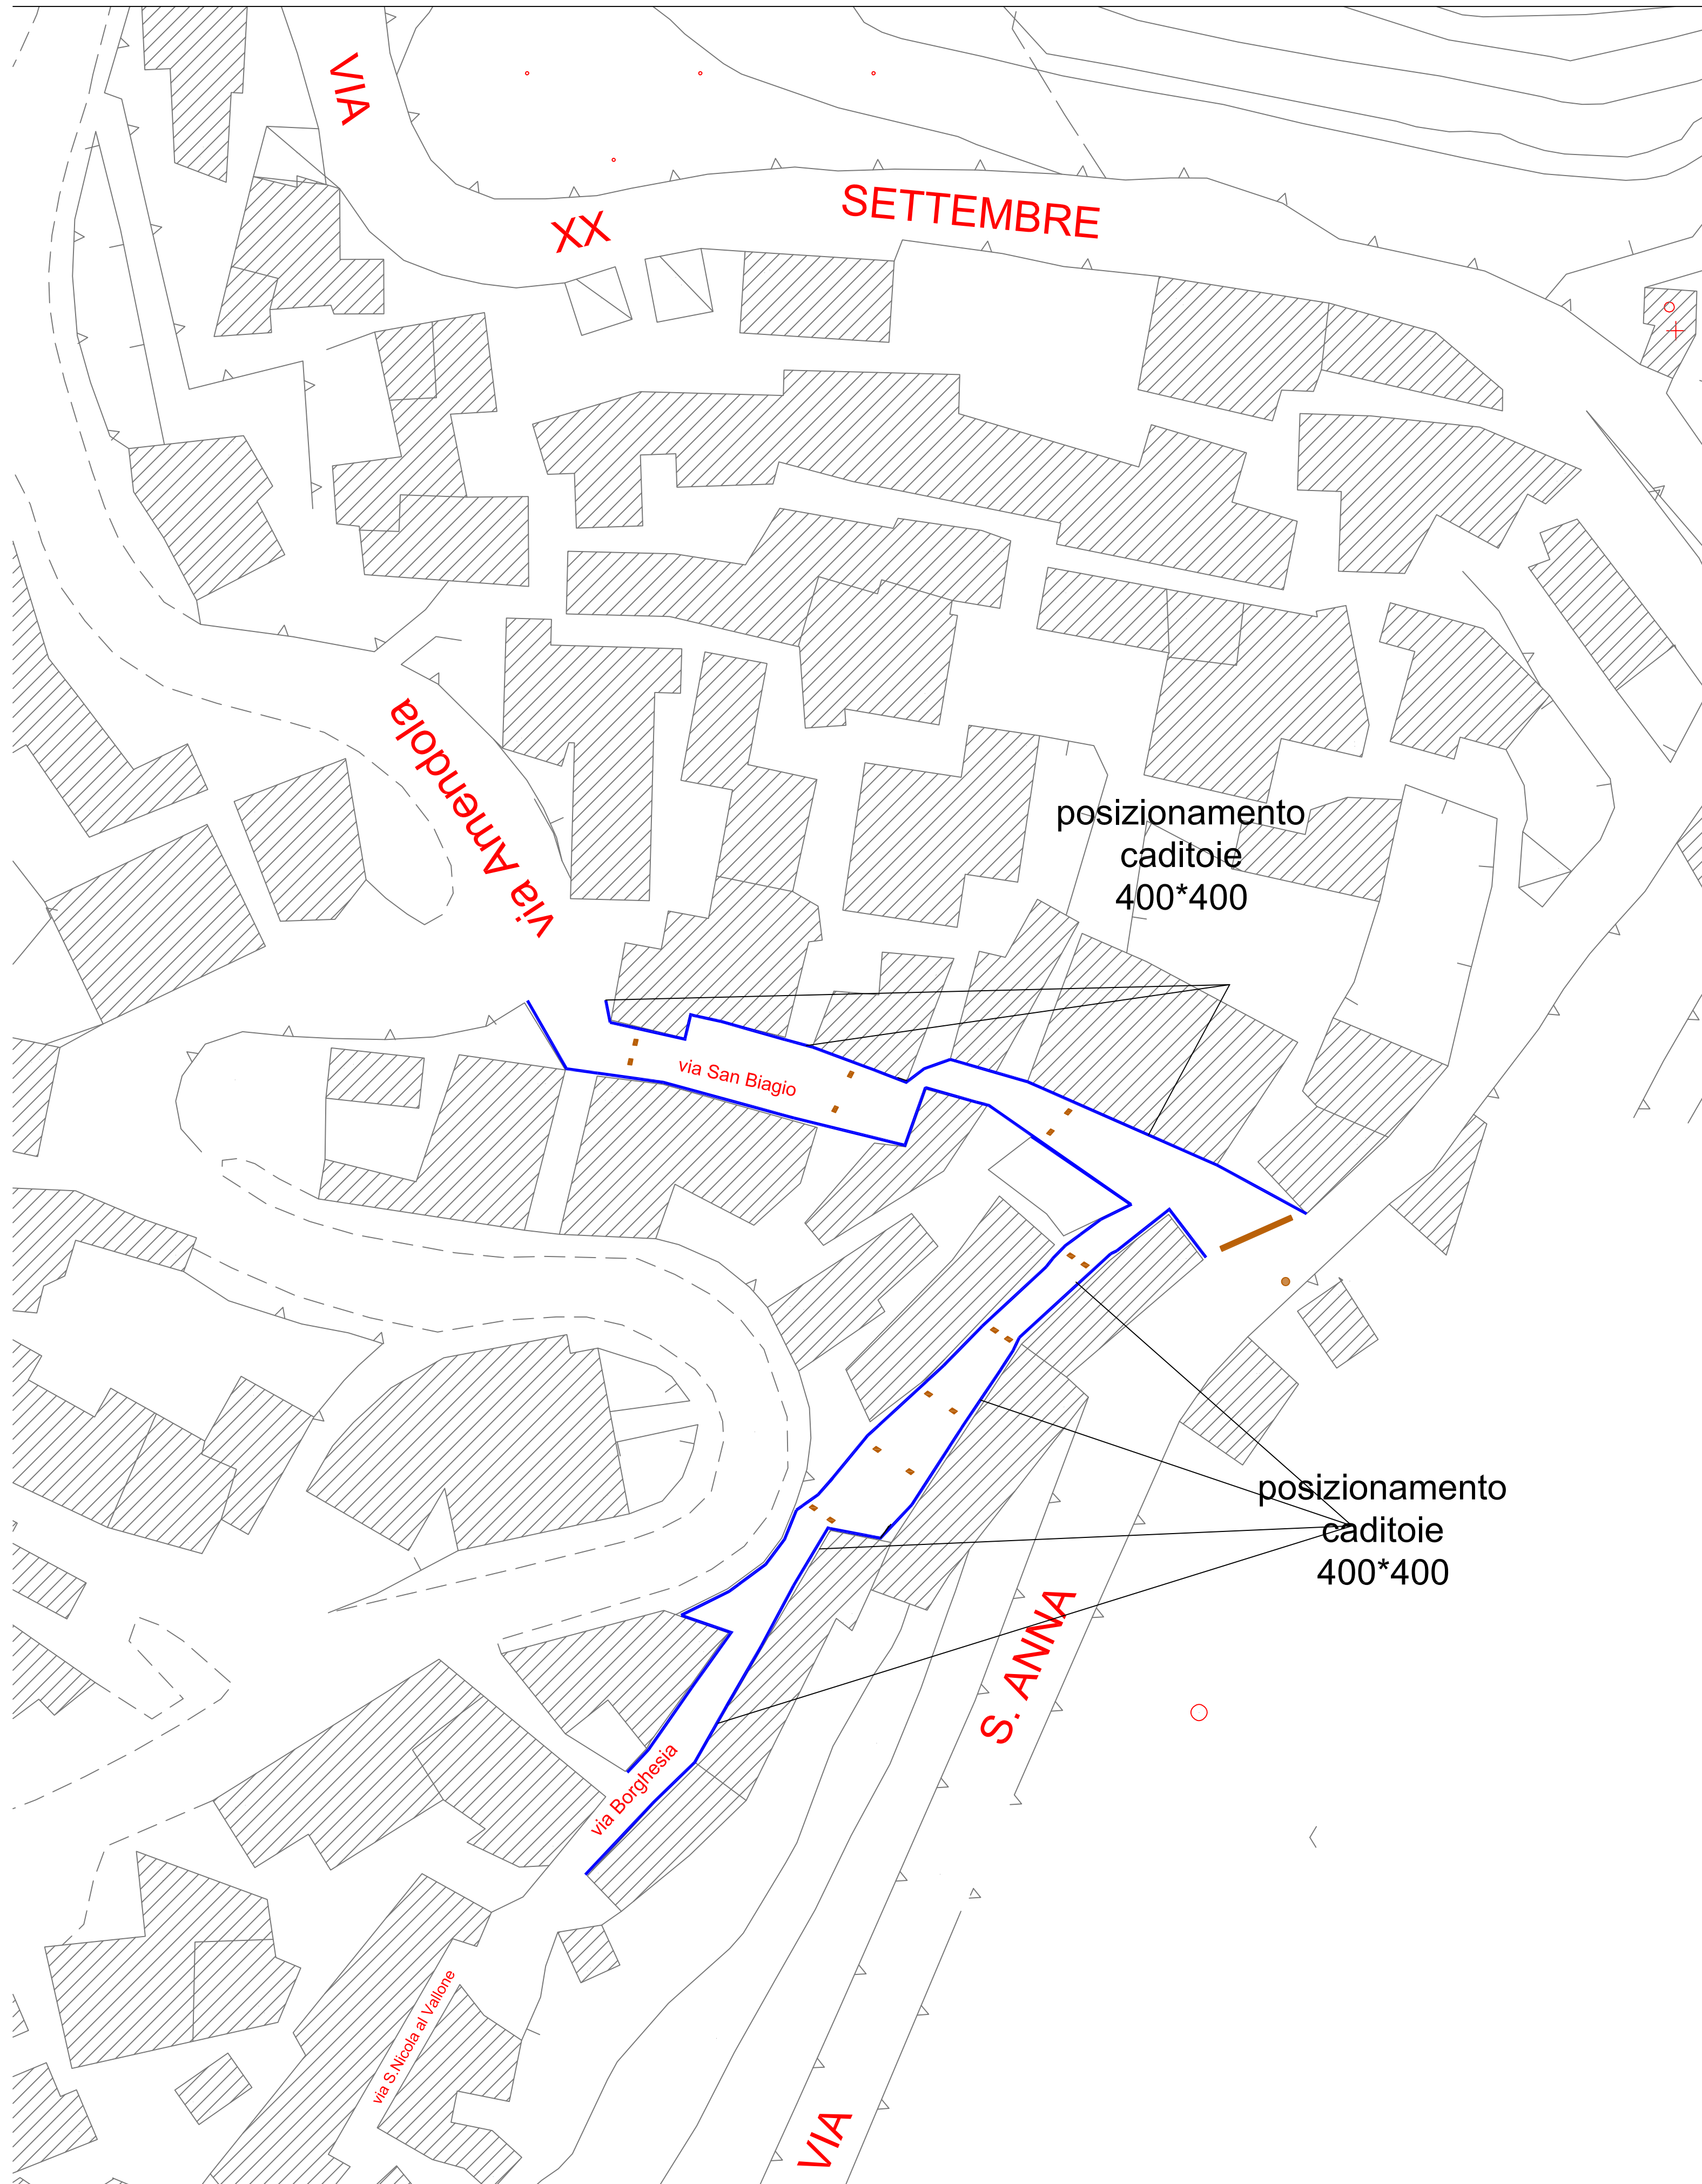 VIA
XX
SETTEMBRE
via Amendola
posizionamento
caditoie
400*400
via San Biagio
posizionamento
caditoie
400*400
S. ANNA
via Borghesia
via S.Nicola al Vallone
VIA